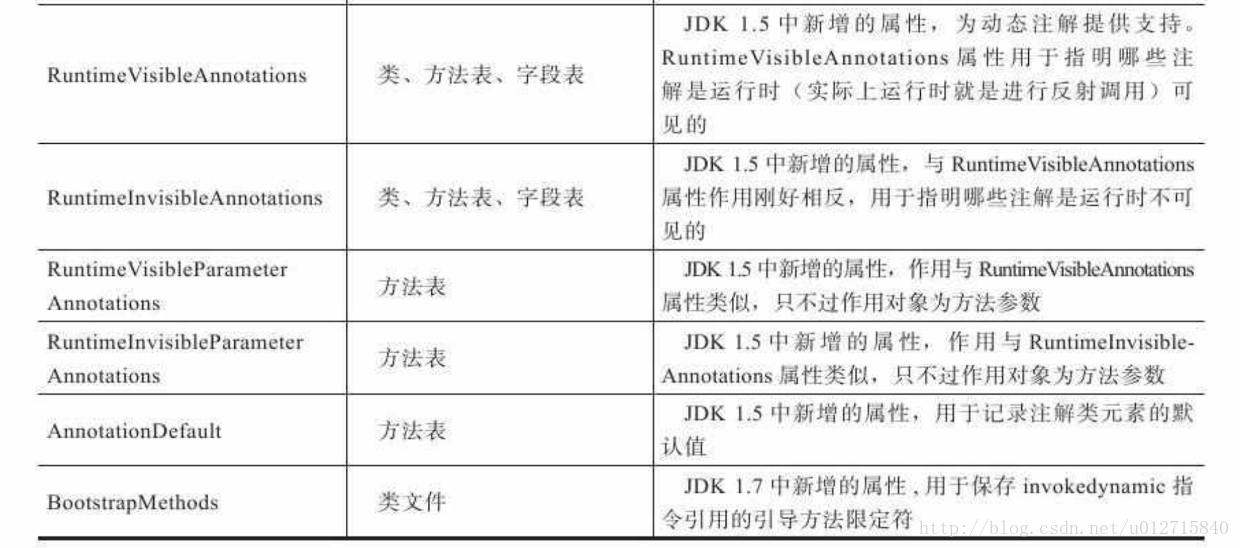 RuntimeVisibleAnnotations
类、方法表、字段表
JDK 1.5 中新增的属性，为动态注解提供支持。
RuntimeVisibleAnnotations 属性用于指明哪些注
解是运行时（实际上运行时就是进行反射调用）可
见的
RuntimeInvisibleAnnotations
类、方法表、字段表
JDK 1.5 中新增的属性，与 RuntimeVisibleAnnotations
属性作用刚好相反，用于指明哪些注解是运行时不可
见的
RuntimeVisibleParameter
Annotations
方法表
JDK 1.5 中新增的属性，作用与 RuntimeVisibleAnnotations
属性类似，只不过作用对象为方法参数
RuntimeInvisibleParameter
Annotations
方法表
JDK 1.5 中新增的属性，作用与 RuntimeInvisible-
Annotations 属性类似，只不过作用对象为方法参数
AnnotationDefault
方法表
JDK 1.5 中新增的属性，用于记录注解类元素的默
认值
BootstrapMethods
类文件
JDK 1.7 中新增的属性 , 用于保存 invokedynamic 指
令引用的引导方法限定符
http://blog.csdn.net/u012715840